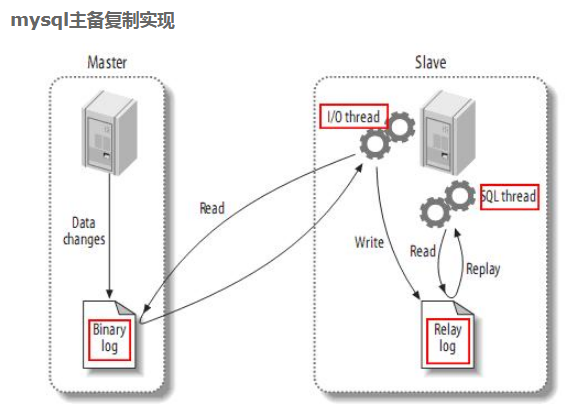 mysql主备复制实现
Master
Slave
I/O thread
SQL thread
Data
changes
Read
Write
Read
Replay
Binary
log
Relay
log